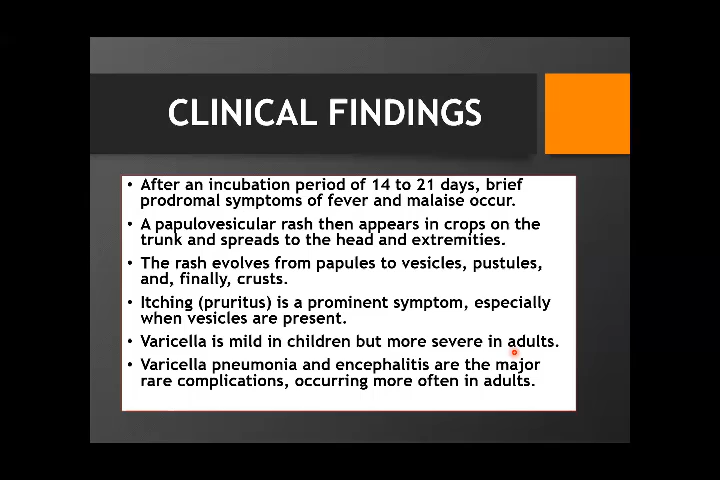 CLINICAL FINDINGS
• After an incubation period of 14 to 21 days, brief
prodromal symptoms of fever and malaise occur.
• A papulovesicular rash then appears in crops on the
trunk and spreads to the head and extremities.
• The rash evolves from papules to vesicles, pustules,
and, finally, crusts.
• Itching (pruritus) is a prominent symptom, especially
when vesicles are present.
• Varicella is mild in children but more severe in adults.
• Varicella pneumonia and encephalitis are the major
rare complications, occurring more often in adults.